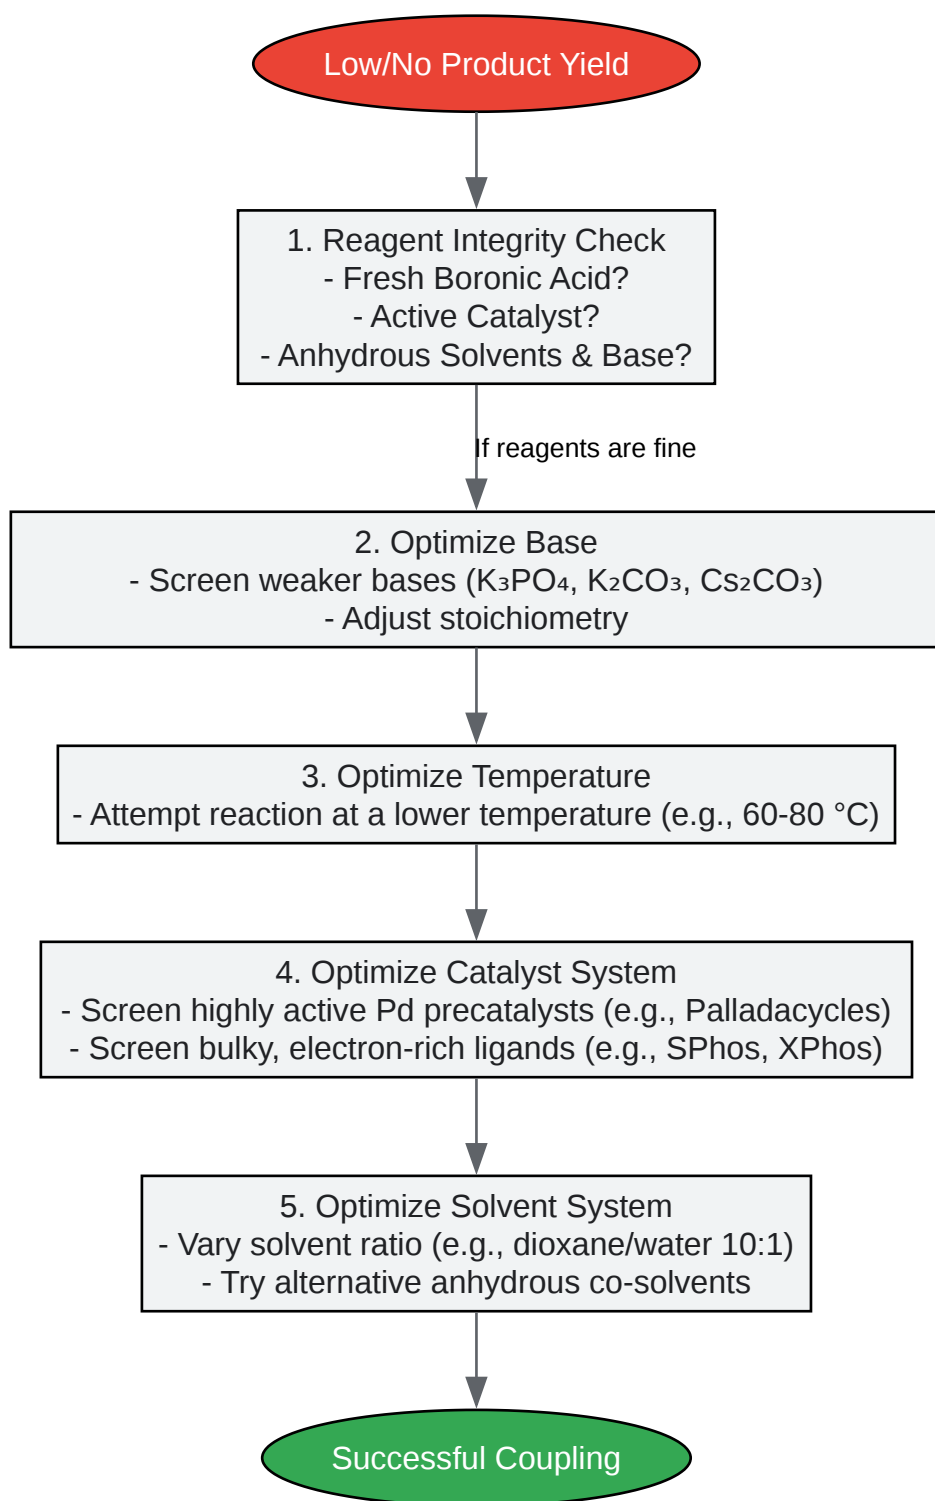 Low/No Product Yield
1. Reagent Integrity Check
- Fresh Boronic Acid?
- Active Catalyst?
- Anhydrous Solvents & Base?
If reagents are fine
2. Optimize Base
- Screen weaker bases (K₃PO₄, K₂CO₃, Cs₂CO₃)
- Adjust stoichiometry
3. Optimize Temperature
- Attempt reaction at a lower temperature (e.g., 60-80 °C)
4. Optimize Catalyst System
- Screen highly active Pd precatalysts (e.g., Palladacycles)
- Screen bulky, electron-rich ligands (e.g., SPhos, XPhos)
5. Optimize Solvent System
- Vary solvent ratio (e.g., dioxane/water 10:1)
- Try alternative anhydrous co-solvents
Successful Coupling